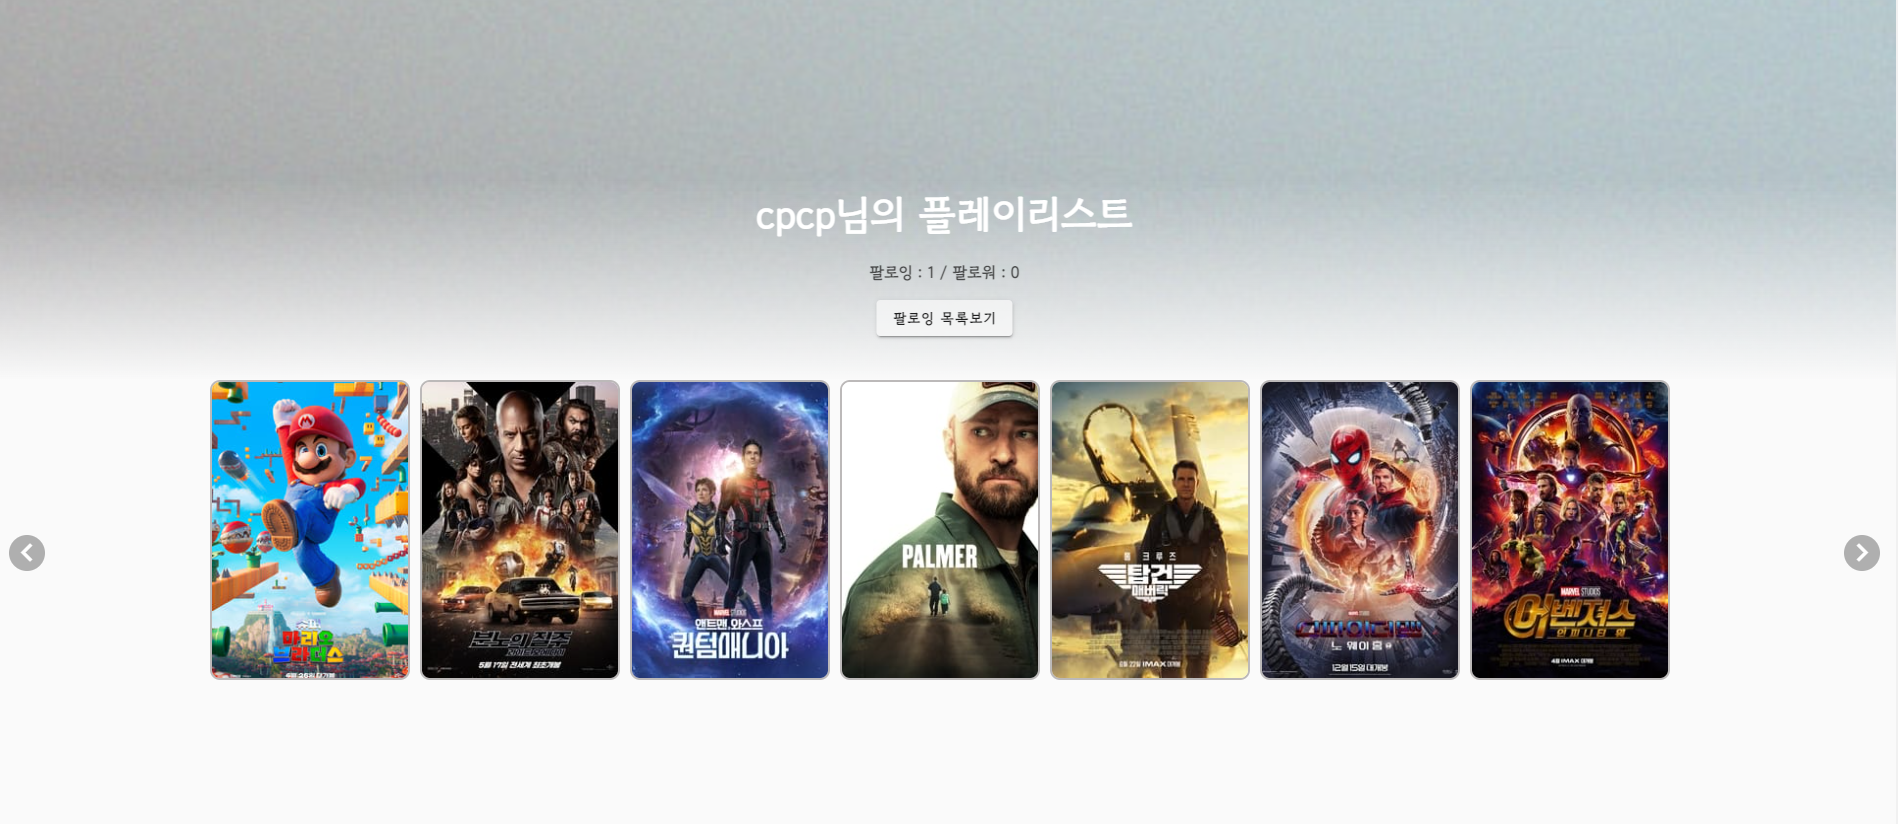 cpcp님의 플레이리스트
팔로잉 : 1 / 팔로워 : 0
팔로잉 목록보기
슈퍼
마리오
브라더스
4월 26일 대개봉
분노의 질주
라이드 오어 다이
5월 17일 전세계 최초개봉
MARVEL STUDIOS
앤트맨, 와스프
퀀텀매니아
PALMER
톰 크루즈
탑건
매버릭
6월 22일 IMAX 대개봉
스파이더맨
노 웨이 홈
12월 15일 대개봉
MARVEL STUDIOS
어벤져스
인피니티 워
4월 IMAX 대개봉